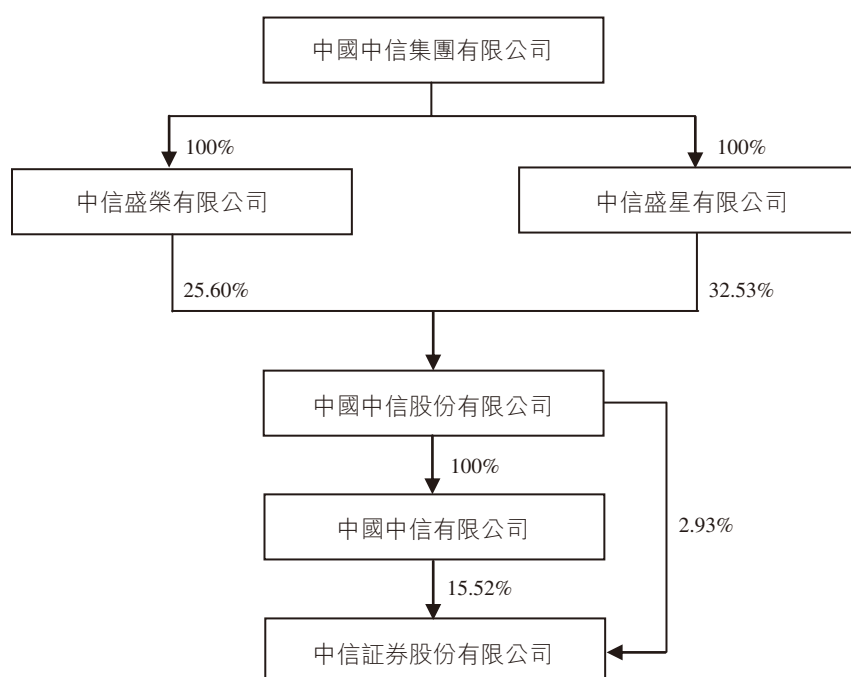 中國中信集團有限公司
100%
100%
中信盛榮有限公司
中信盛星有限公司
25.60%
32.53%
中國中信股份有限公司
100%
中國中信有限公司
2.93%
15.52%
中信証券股份有限公司